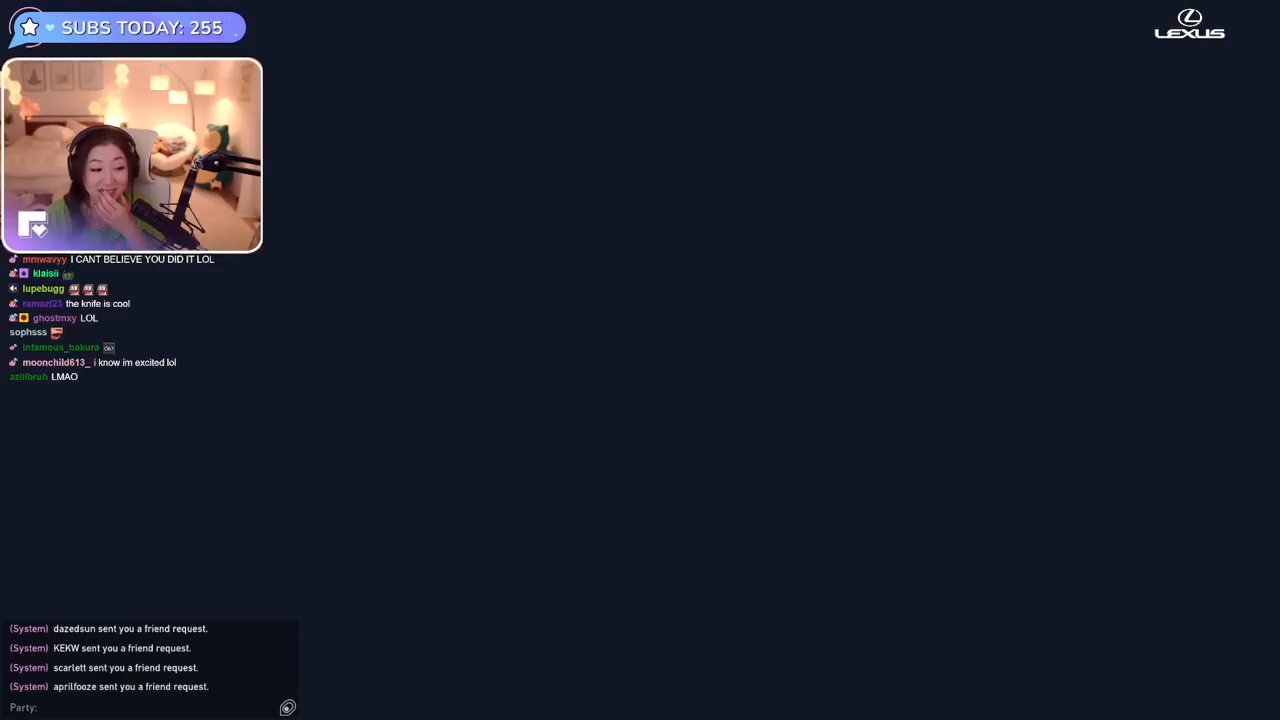 SUBS TODAY: 255
LEXUS
mmwavyy I CANT BELIEVE YOU DID IT LOL
klaisii
lupebugg
ramazi23 the knife is cool
ghostmxy LOL
sophsss
infamous_bakura
moonchild613_ i know im excited lol
azillbruh LMAO
(System) dazedsun sent you a friend request.
(System) KEKW sent you a friend request.
(System) scarlett sent you a friend request.
(System) aprilfooze sent you a friend request.
Party: